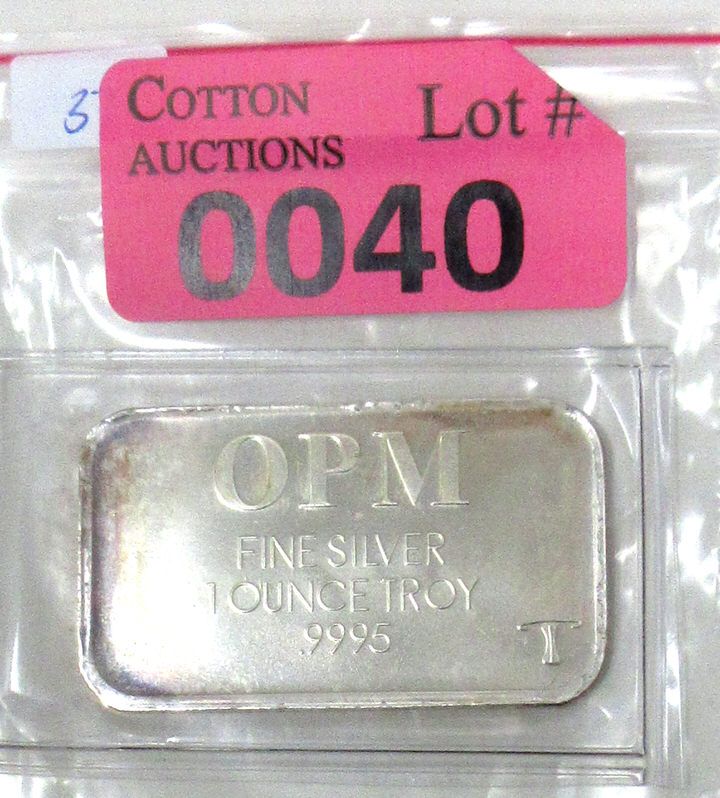 COTTON
AUCTIONS
Lot #
0040
OPM
FINE SILVER
1 OUNCE TROY
.9995
T